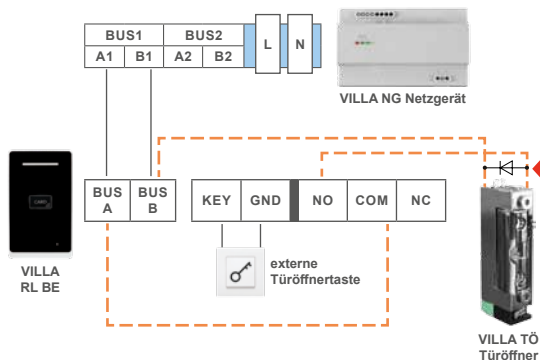 BUS1 BUS2
A1 B1 A2 B2 L N
VILLA NG Netzgerät
BUS A
BUS B
KEY GND NO COM NC
VILLA
RL BE
externe
Türöffnertaste
VILLA TÖ
Türöffner